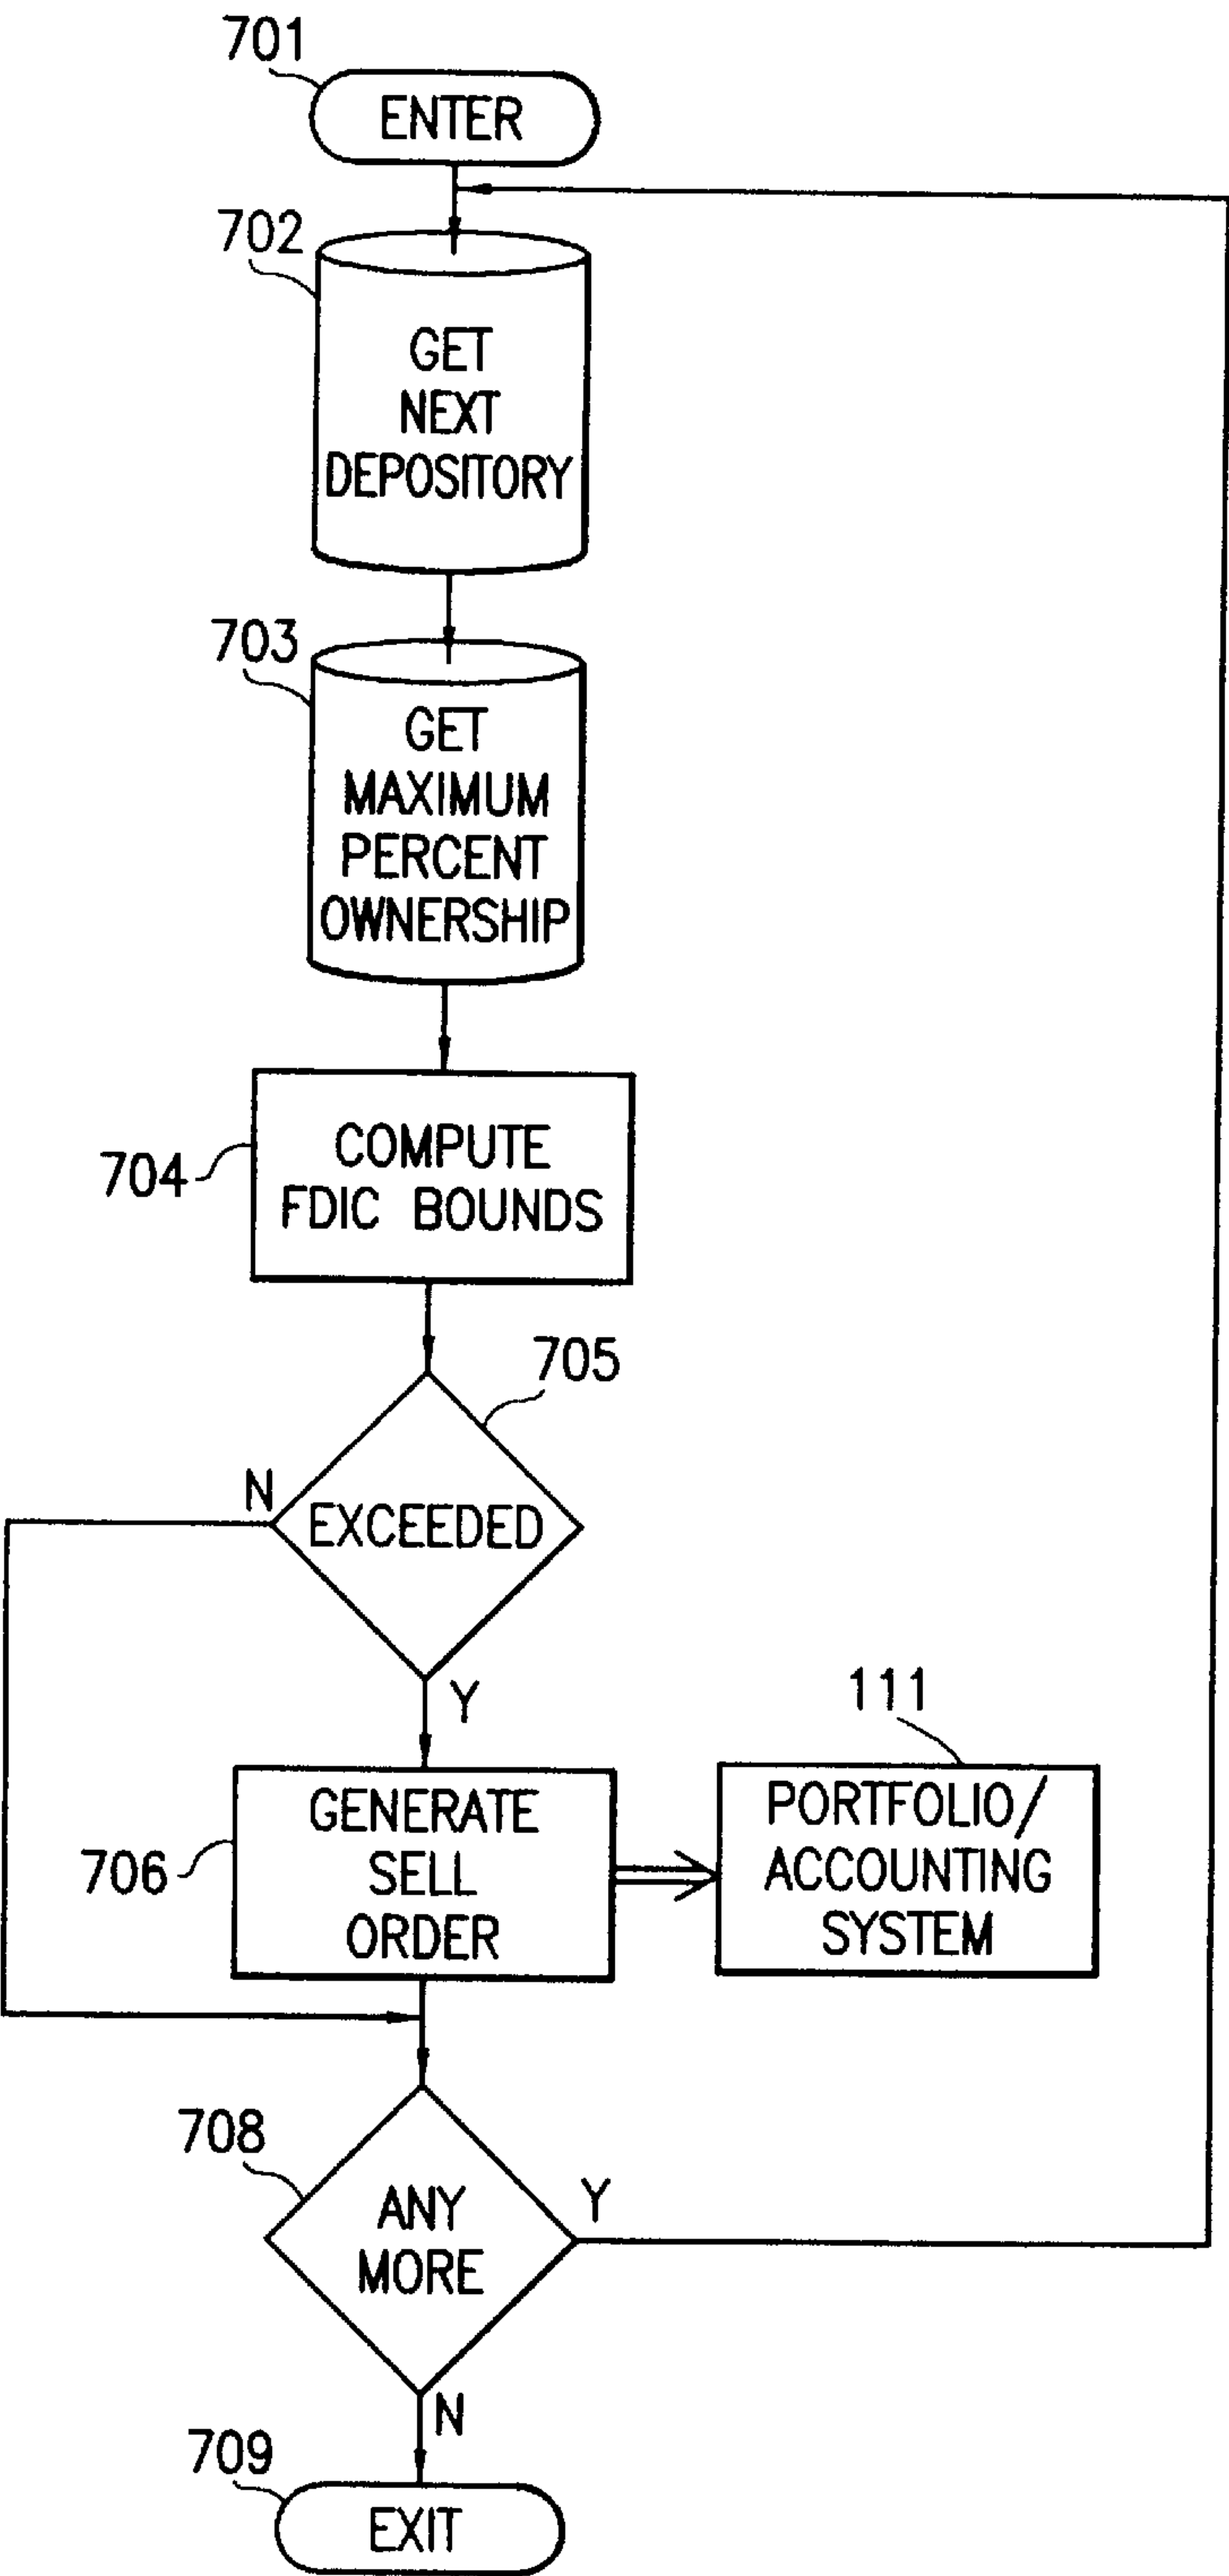 701
ENTER
702
GET
NEXT
DEPOSITORY
703
GET
MAXIMUM
PERCENT
OWNERSHIP
704
COMPUTE
FDIC BOUNDS
705
N
EXCEEDED
Y
111
706
GENERATE
SELL
ORDER
PORTFOLIO/
ACCOUNTING
SYSTEM
708
ANY
MORE
Y
N
709
EXIT